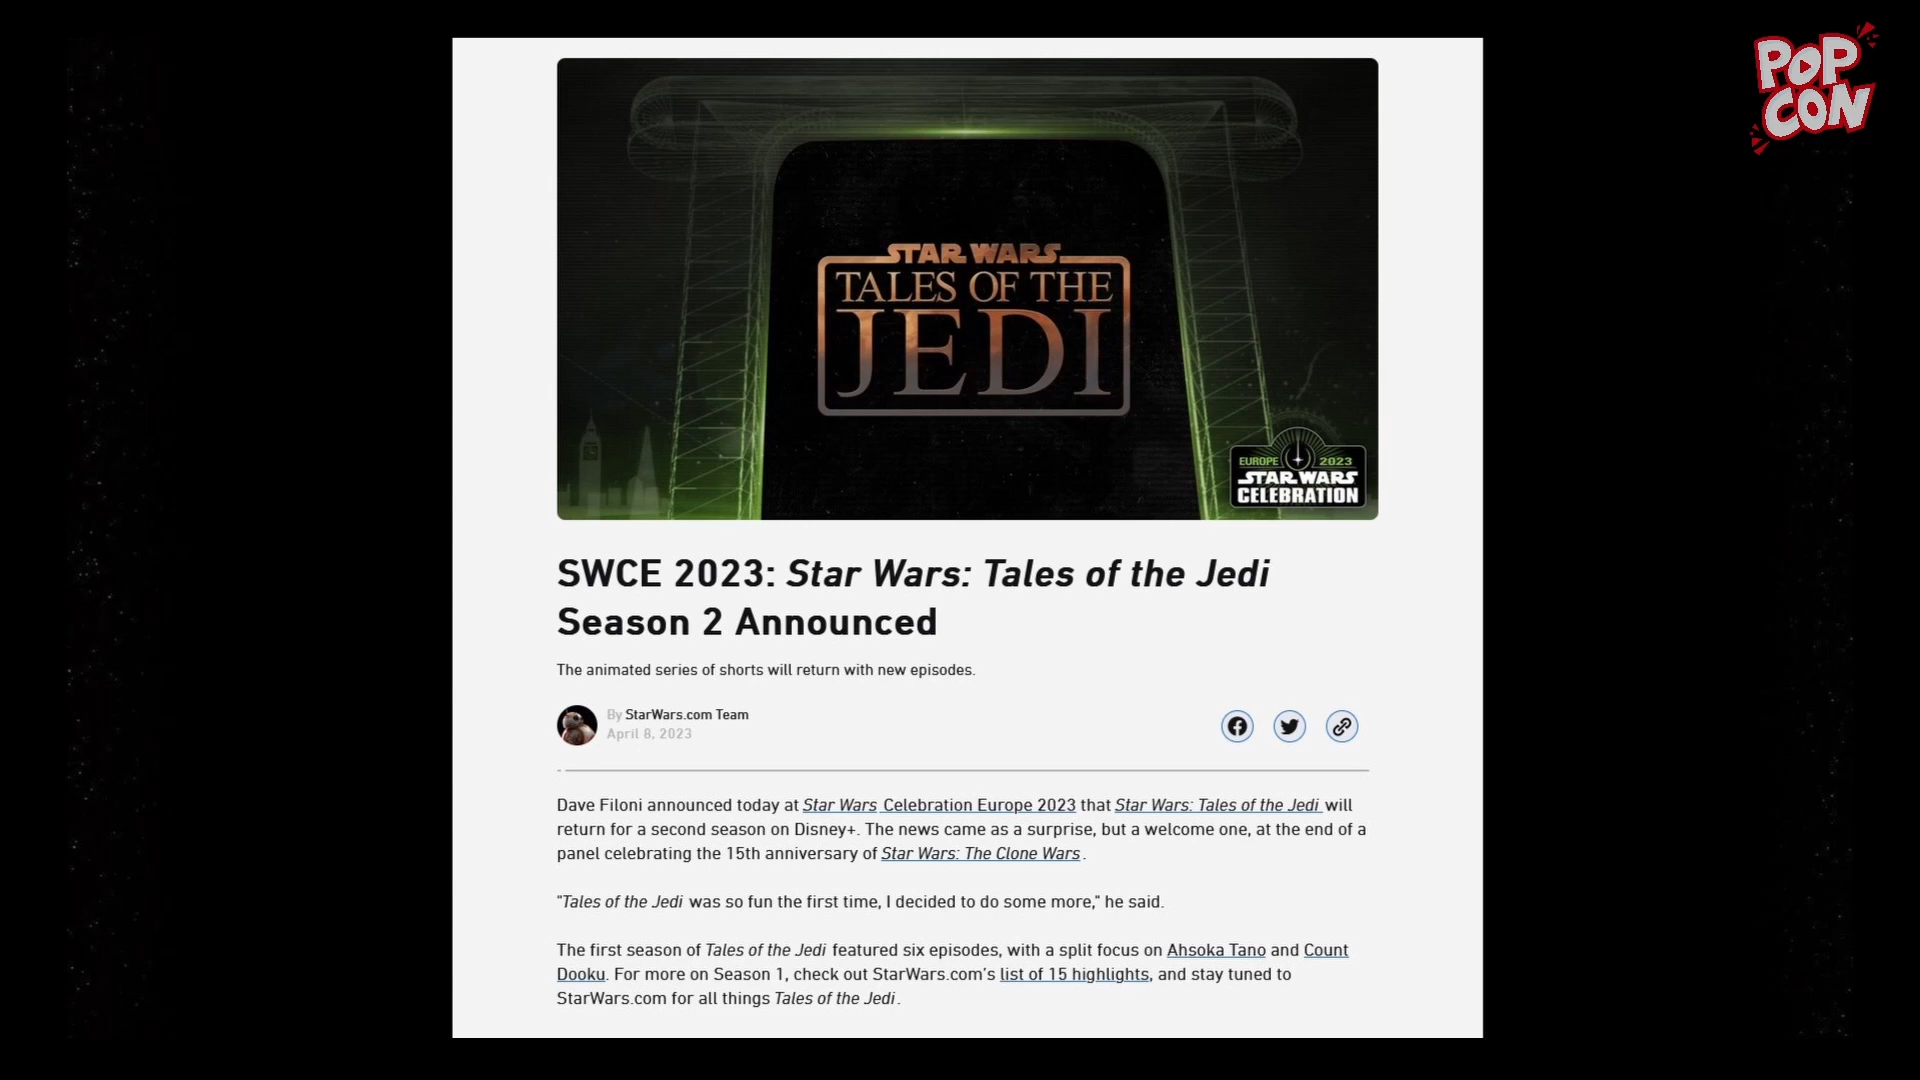 POP
CON
STAR WARS
TALES OF THE
JEDI
EUROPE 2023
STAR WARS
CELEBRATION
SWCE 2023: Star Wars: Tales of the Jedi
Season 2 Announced
The animated series of shorts will return with new episodes.
By StarWars.com Team
April 8, 2023
Dave Filoni announced today at Star Wars Celebration Europe 2023 that Star Wars: Tales of the Jedi will
return for a second season on Disney+. The news came as a surprise, but a welcome one, at the end of a
panel celebrating the 15th anniversary of Star Wars: The Clone Wars.
"Tales of the Jedi was so fun the first time, I decided to do some more," he said.
The first season of Tales of the Jedi featured six episodes, with a split focus on Ahsoka Tano and Count
Dooku. For more on Season 1, check out StarWars.com's list of 15 highlights, and stay tuned to
StarWars.com for all things Tales of the Jedi.